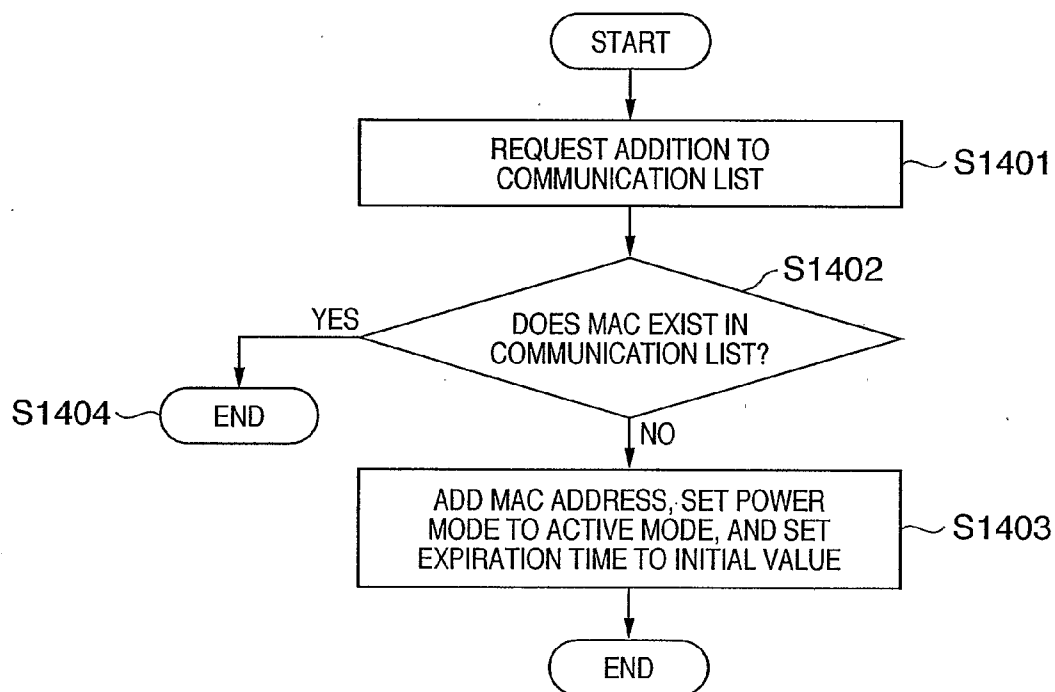 START
REQUEST ADDITION TO
COMMUNICATION LIST
S1401
S1402
YES
DOES MAC EXIST IN
COMMUNICATION LIST?
S1404
END
NO
ADD MAC ADDRESS, SET POWER
MODE TO ACTIVE MODE, AND SET
EXPIRATION TIME TO INITIAL VALUE
S1403
END